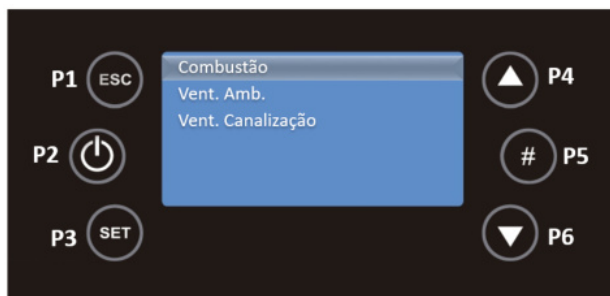 P1 ESC
Combustão
Vent. Amb.
Vent. Canalização
P4
P2
# P5
P3 SET
P6